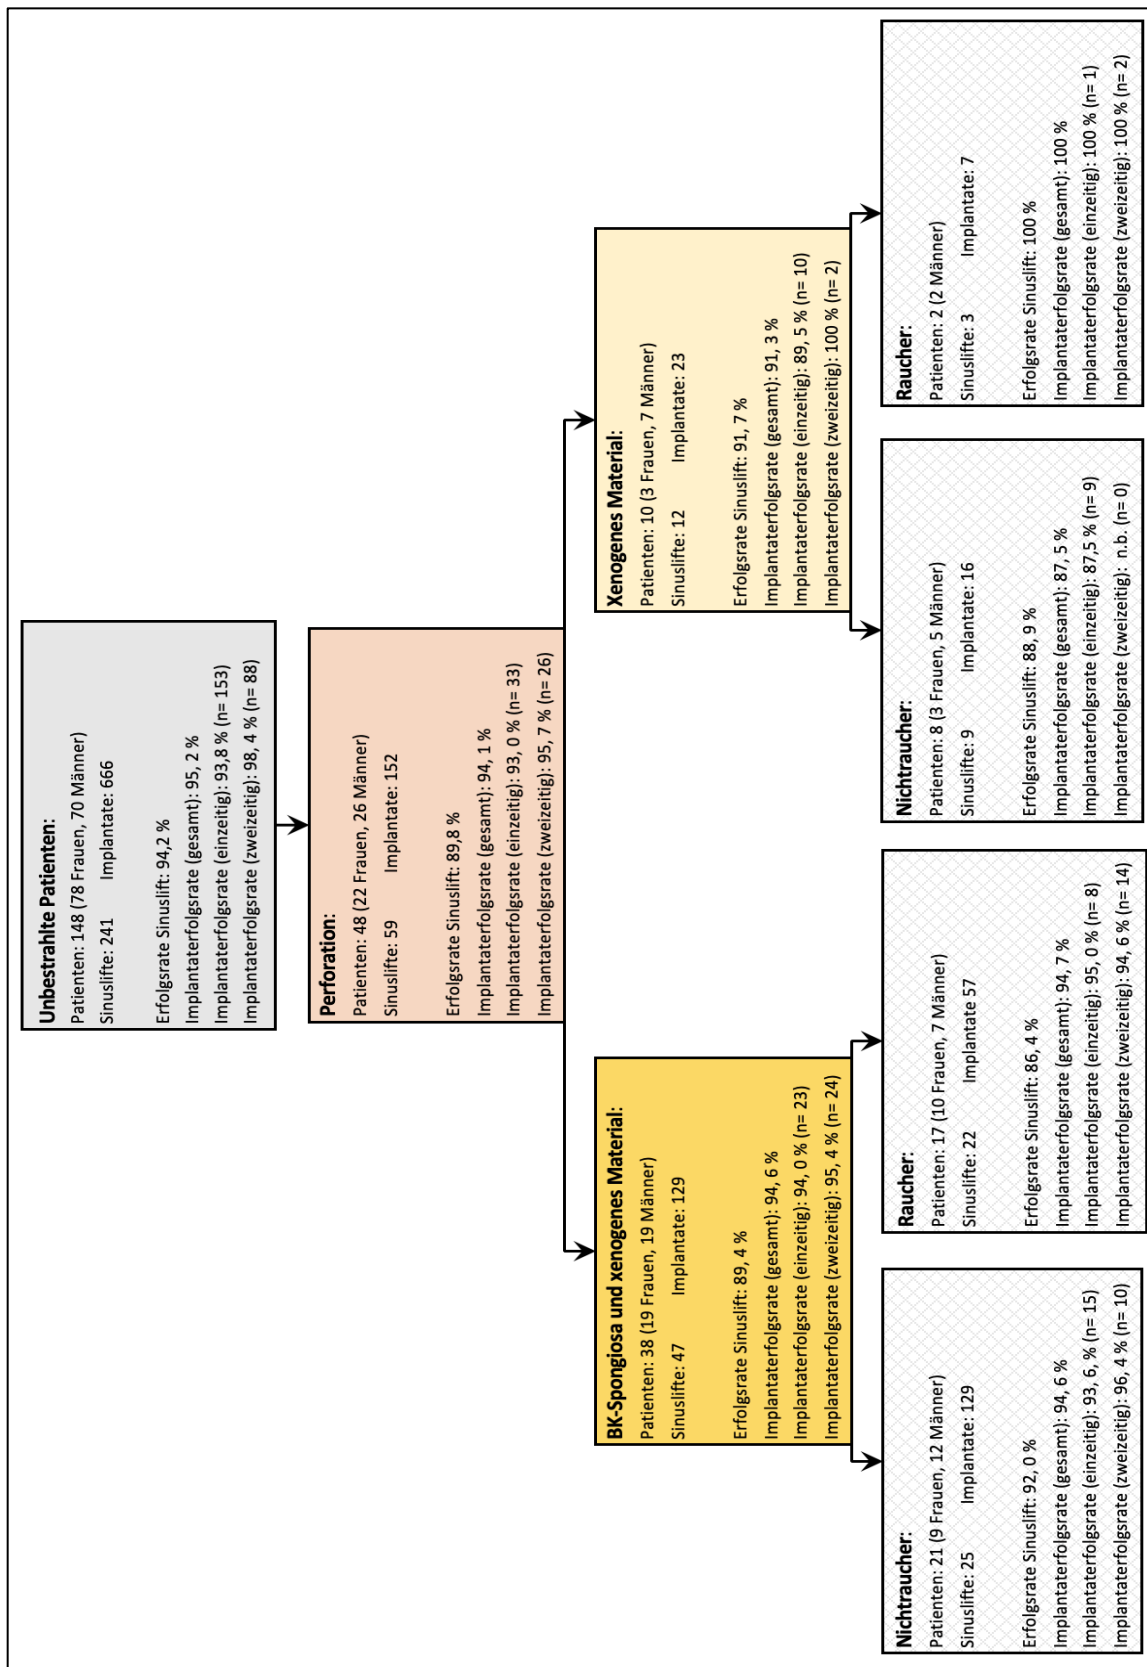 Unbestrahlte Patienten:
Patienten: 148 (78 Frauen, 70 Männer)
Sinuslifte: 241 Implantate: 666
Erfolgsrate Sinuslift: 94,2 %
Implantaterfolgsrate (gesamt): 95, 2 %
Implantaterfolgsrate (einzeitig): 93,8 % (n= 153)
Implantaterfolgsrate (zweizeitig): 98, 4 % (n= 88)
Perforation:
Patienten: 48 (22 Frauen, 26 Männer)
Sinuslifte: 59 Implantate: 152
Erfolgsrate Sinuslift: 89,8 %
Implantaterfolgsrate (gesamt): 94, 1 %
Implantaterfolgsrate (einzeitig): 93, 0 % (n= 33)
Implantaterfolgsrate (zweizeitig): 95, 7 % (n= 26)
BK-Spongiosa und xenogenes Material:
Patienten: 38 (19 Frauen, 19 Männer)
Sinuslifte: 47 Implantate: 129
Erfolgsrate Sinuslift: 89, 4 %
Implantaterfolgsrate (gesamt): 94, 6 %
Implantaterfolgsrate (einzeitig): 94, 0 % (n= 23)
Implantaterfolgsrate (zweizeitig): 95, 4 % (n= 24)
Xenogenes Material:
Patienten: 10 (3 Frauen, 7 Männer)
Sinuslifte: 12 Implantate: 23
Erfolgsrate Sinuslift: 91, 7 %
Implantaterfolgsrate (gesamt): 91, 3 %
Implantaterfolgsrate (einzeitig): 89, 5 % (n= 10)
Implantaterfolgsrate (zweizeitig): 100 % (n= 2)
Nichtraucher:
Patienten: 21 (9 Frauen, 12 Männer)
Sinuslifte: 25 Implantate: 129
Erfolgsrate Sinuslift: 92, 0 %
Implantaterfolgsrate (gesamt): 94, 6 %
Implantaterfolgsrate (einzeitig): 93, 6, % (n= 15)
Implantaterfolgsrate (zweizeitig): 96, 4 % (n= 10)
Raucher:
Patienten: 17 (10 Frauen, 7 Männer)
Sinuslifte: 22 Implantate 57
Erfolgsrate Sinuslift: 86, 4 %
Implantaterfolgsrate (gesamt): 94, 7 %
Implantaterfolgsrate (einzeitig): 95, 0 % (n= 8)
Implantaterfolgsrate (zweizeitig): 94, 6 % (n= 14)
Nichtraucher:
Patienten: 8 (3 Frauen, 5 Männer)
Sinuslifte: 9 Implantate: 16
Erfolgsrate Sinuslift: 88, 9 %
Implantaterfolgsrate (gesamt): 87, 5 %
Implantaterfolgsrate (einzeitig): 87,5 % (n= 9)
Implantaterfolgsrate (zweizeitig): n.b. (n= 0)
Raucher:
Patienten: 2 (2 Männer)
Sinuslifte: 3 Implantate: 7
Erfolgsrate Sinuslift: 100 %
Implantaterfolgsrate (gesamt): 100 %
Implantaterfolgsrate (einzeitig): 100 % (n= 1)
Implantaterfolgsrate (zweizeitig): 100 % (n= 2)